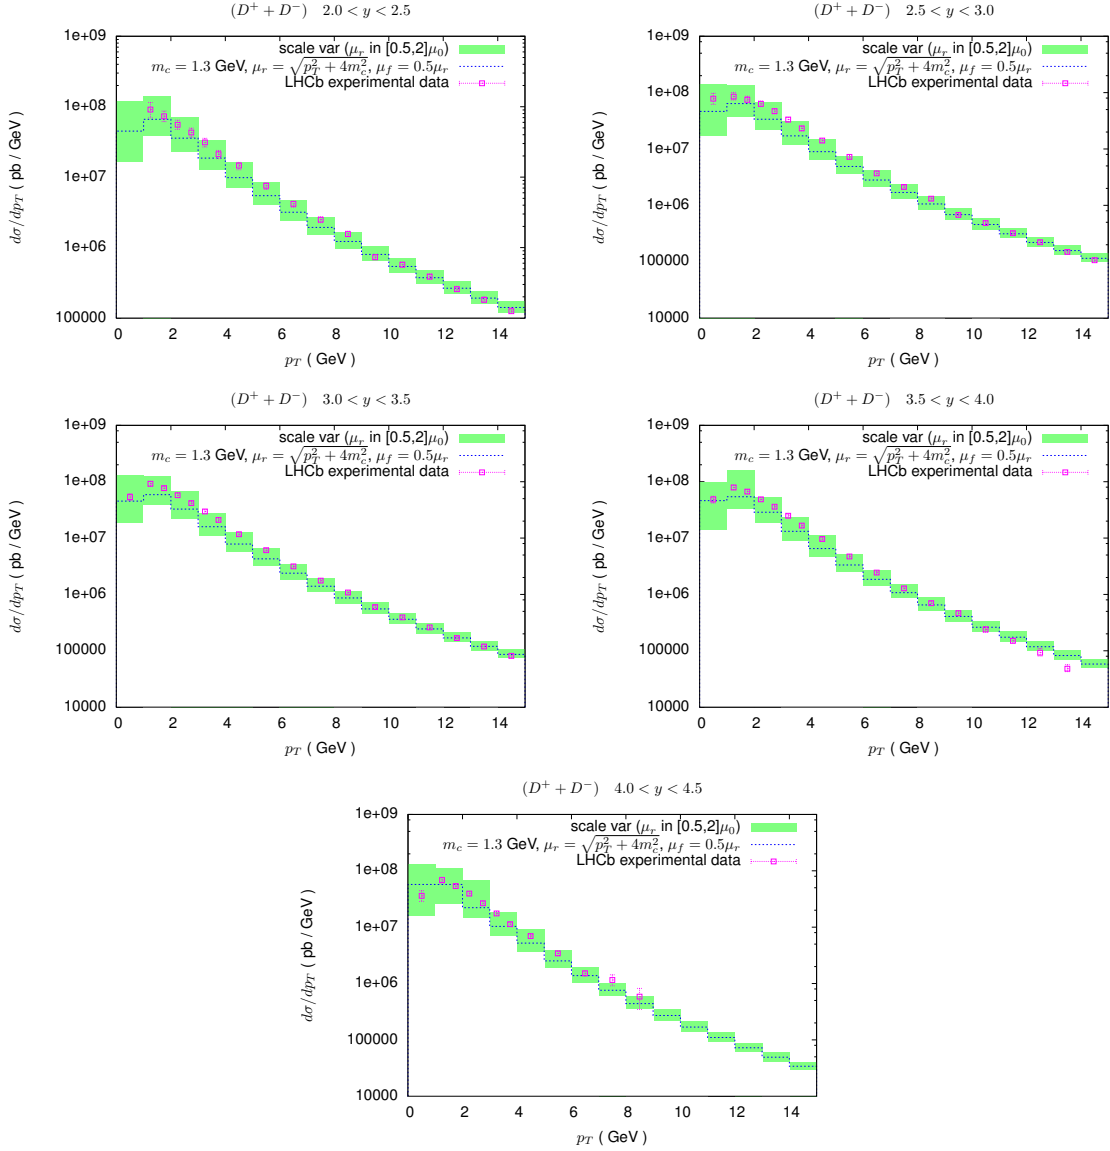 (D⁺ + D⁻) 2.0 < y < 2.5
scale var (μ_r in [0.5,2]μ₀)
m_c = 1.3 GeV, μ_r = √(p_T² + 4m_c²), μ_f = 0.5μ_r
LHCb experimental data
1e+09
1e+08
1e+07
1e+06
100000
dσ/dp_T ( pb / GeV )
0 2 4 6 8 10 12 14
p_T ( GeV )
(D⁺ + D⁻) 2.5 < y < 3.0
scale var (μ_r in [0.5,2]μ₀)
m_c = 1.3 GeV, μ_r = √(p_T² + 4m_c²), μ_f = 0.5μ_r
LHCb experimental data
1e+09
1e+08
1e+07
1e+06
100000
10000
dσ/dp_T ( pb / GeV )
0 2 4 6 8 10 12 14
p_T ( GeV )
(D⁺ + D⁻) 3.0 < y < 3.5
scale var (μ_r in [0.5,2]μ₀)
m_c = 1.3 GeV, μ_r = √(p_T² + 4m_c²), μ_f = 0.5μ_r
LHCb experimental data
1e+09
1e+08
1e+07
1e+06
100000
10000
dσ/dp_T ( pb / GeV )
0 2 4 6 8 10 12 14
p_T ( GeV )
(D⁺ + D⁻) 3.5 < y < 4.0
scale var (μ_r in [0.5,2]μ₀)
m_c = 1.3 GeV, μ_r = √(p_T² + 4m_c²), μ_f = 0.5μ_r
LHCb experimental data
1e+09
1e+08
1e+07
1e+06
100000
10000
dσ/dp_T ( pb / GeV )
0 2 4 6 8 10 12 14
p_T ( GeV )
(D⁺ + D⁻) 4.0 < y < 4.5
scale var (μ_r in [0.5,2]μ₀)
m_c = 1.3 GeV, μ_r = √(p_T² + 4m_c²), μ_f = 0.5μ_r
LHCb experimental data
1e+09
1e+08
1e+07
1e+06
100000
10000
dσ/dp_T ( pb / GeV )
0 2 4 6 8 10 12 14
p_T ( GeV )